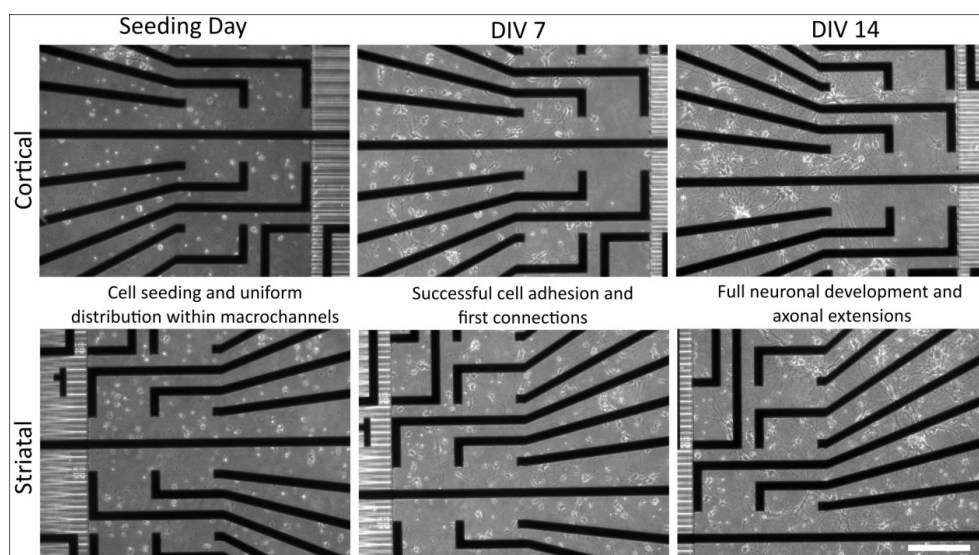 Seeding Day
DIV 7
DIV 14
Cortical
Cell seeding and uniform
distribution within macrochannels
Successful cell adhesion and
first connections
Full neuronal development and
axonal extensions
Striatal